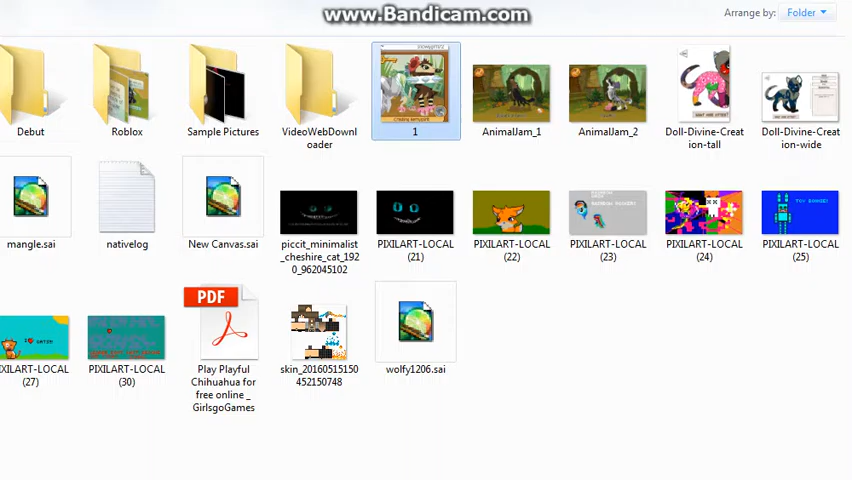 www.Bandicam.com
Arrange by: Folder
Debut
Roblox
Sample Pictures
VideoWebDownl
oader
1
AnimalJam_1
AnimalJam_2
Doll-Divine-Creat
ion-tall
Doll-Divine-Creat
ion-wide
mangle.sai
nativelog
New Canvas.sai
piccit_minimalist
_cheshire_cat_192
0_962045102
PIXILART-LOCAL
(21)
PIXILART-LOCAL
(22)
PIXILART-LOCAL
(23)
PIXILART-LOCAL
(24)
PIXILART-LOCAL
(25)
PIXILART-LOCAL
(27)
PIXILART-LOCAL
(30)
PDF
Play Playful
Chihuahua for
free online _
GirlsgoGames
skin_20160515150
452150748
wolfy1206.sai